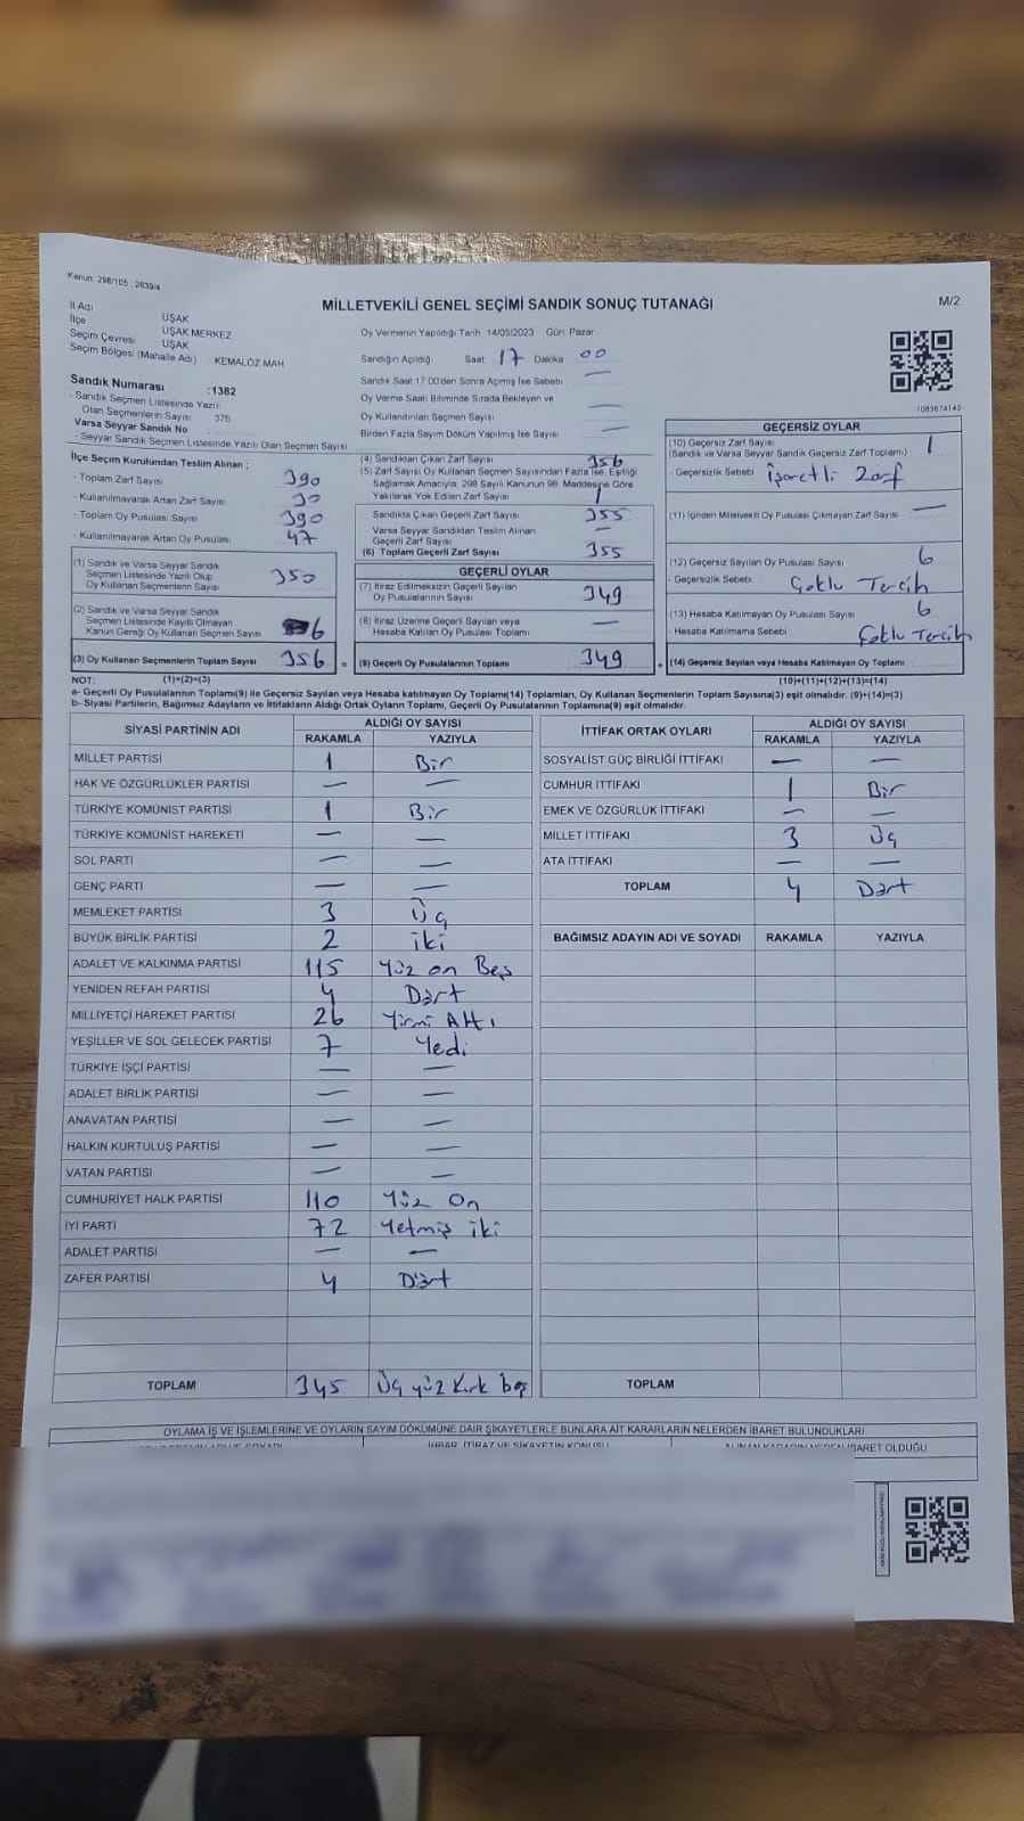 Kanun: 298/105 ; 2839/4
MİLLETVEKİLİ GENEL SEÇİMİ SANDIK SONUÇ TUTANAĞI
M/2
İl Adı UŞAK
İlçe UŞAK MERKEZ
Seçim Çevresi UŞAK
Seçim Bölgesi (Mahalle Adı) KEMALÖZ MAH
Sandık Numarası :1382
- Sandık Seçmen Listesinde Yazılı
Olan Seçmenlerin Sayısı
Varsa Seyyar Sandık No
- Seyyar Sandık Seçmen Listesinde Yazılı Olan Seçmen Sayısı
İlçe Seçim Kurulundan Teslim Alınan ;
- Toplam Zarf Sayısı 390
- Kullanılmayarak Artan Zarf Sayısı
- Toplam Oy Pusulası Sayısı 390
- Kullanılmayarak Artan Oy Pusulası 47
(1) Sandık ve Varsa Seyyar Sandık
Seçmen Listesinde Yazılı Olup
Oy Kullanan Seçmenlerin Sayısı 350
(2) Sandık ve Varsa Seyyar Sandık
Seçmen Listesinde Kayıtlı Olmayan
Kanun Gereği Oy Kullanan Seçmen Sayısı 6
(3) Oy Kullanan Seçmenlerin Toplam Sayısı 356
Oy Vermenin Yapıldığı Tarih 14/05/2023 Gün: Pazar
Sandığın Açıldığı Saat 17 Dakika 00
Sandık Saat 17:00'den Sonra Açılmış İse Sebebi —
Oy Verme Saati Bitiminde Sırada Bekleyen ve
Oy Kullandırılan Seçmen Sayısı —
Birden Fazla Sayım Döküm Yapılmış İse Sayısı —
(4) Sandıktan Çıkan Zarf Sayısı 356
(5) Zarf Sayısı Oy Kullanan Seçmen Sayısından Fazla İse, Eşitliği
Sağlamak Amacıyla, 298 Sayılı Kanunun 98. Maddesine Göre
Yakılarak Yok Edilen Zarf Sayısı
Sandıkta Çıkan Geçerli Zarf Sayısı 355
Varsa Seyyar Sandıktan Teslim Alınan
Geçerli Zarf Sayısı —
(6) Toplam Geçerli Zarf Sayısı 355
GEÇERLİ OYLAR
(7) İtiraz Edilmeksizin Geçerli Sayılan
Oy Pusulalarının Sayısı 349
(8) İtiraz Üzerine Geçerli Sayılan veya
Hesaba Katılan Oy Pusulası Toplamı —
(9) Geçerli Oy Pusulalarının Toplamı 349
GEÇERSİZ OYLAR
(10) Geçersiz Zarf Sayısı 1
(Sandık ve Varsa Seyyar Sandık Geçersiz Zarf Toplamı)
- Geçersizlik Sebebi İşaretli Zarf
(11) İçinden Milletvekili Oy Pusulası Çıkmayan Zarf Sayısı —
(12) Geçersiz Sayılan Oy Pusulası Sayısı 6
- Geçersizlik Sebebi Çoklu Tercih
(13) Hesaba Katılmayan Oy Pusulası Sayısı 6
Hesaba Katılmama Sebebi Çoklu Tercih
(14) Geçersiz Sayılan veya Hesaba Katılmayan Oy Toplamı
NOT: (1)+(2)=(3)
(10)+(11)+(12)+(13)=(14)
a- Geçerli Oy Pusulalarının Toplamı(9) ile Geçersiz Sayılan veya Hesaba katılmayan Oy Toplamı(14) Toplamları, Oy Kullanan Seçmenlerin Toplam Sayısına(3) eşit olmalıdır. (9)+(14)=(3)
b- Siyasi Partilerin, Bağımsız Adayların ve İttifakların Aldığı Ortak Oyların Toplamı, Geçerli Oy Pusulalarının Toplamına(9) eşit olmalıdır.
SİYASİ PARTİNİN ADI ALDIĞI OY SAYISI
RAKAMLA YAZIYLA
MİLLET PARTİSİ 1 Bir
HAK VE ÖZGÜRLÜKLER PARTİSİ — —
TÜRKİYE KOMÜNİST PARTİSİ 1 Bir
TÜRKİYE KOMÜNİST HAREKETİ — —
SOL PARTİ — —
GENÇ PARTİ — —
MEMLEKET PARTİSİ 3 Üç
BÜYÜK BİRLİK PARTİSİ 2 iki
ADALET VE KALKINMA PARTİSİ 115 Yüz on Beş
YENİDEN REFAH PARTİSİ 4 Dört
MİLLİYETÇİ HAREKET PARTİSİ 26 Yirmi Altı
YEŞİLLER VE SOL GELECEK PARTİSİ 7 Yedi
TÜRKİYE İŞÇİ PARTİSİ — —
ADALET BİRLİK PARTİSİ — —
ANAVATAN PARTİSİ — —
HALKIN KURTULUŞ PARTİSİ — —
VATAN PARTİSİ — —
CUMHURİYET HALK PARTİSİ 110 Yüz On
İYİ PARTİ 72 Yetmiş iki
ADALET PARTİSİ — —
ZAFER PARTİSİ 4 Dört
TOPLAM 345 Üç yüz Kırk beş
İTTİFAK ORTAK OYLARI ALDIĞI OY SAYISI
RAKAMLA YAZIYLA
SOSYALİST GÜÇ BİRLİĞİ İTTİFAKI — —
CUMHUR İTTİFAKI 1 Bir
EMEK VE ÖZGÜRLÜK İTTİFAKI — —
MİLLET İTTİFAKI 3 Üç
ATA İTTİFAKI — —
TOPLAM 4 Dört
BAĞIMSIZ ADAYIN ADI VE SOYADI RAKAMLA YAZIYLA
TOPLAM
OYLAMA İŞ VE İŞLEMLERİNE VE OYLARIN SAYIM DÖKÜMÜNE DAİR ŞİKAYETLERLE BUNLARA AİT KARARLARIN NELERDEN İBARET BULUNDUKLARI
İHBAR, İTİRAZ VE ŞİKAYETİN KONUSU
İBARET OLDUĞU